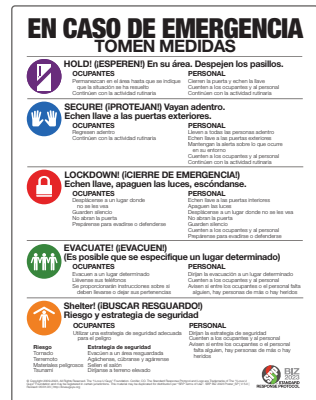 EN CASO DE EMERGENCIA
TOMEN MEDIDAS
HOLD! (¡ESPEREN!) En su área. Despejen los pasillos.
OCUPANTES
Permanezcan en el área hasta que se indique
que la situación se ha resuelto
Continúen con la actividad rutinaria
PERSONAL
Cierren la puerta y echen la llave
Cuenten a los ocupantes y al personal
Continúen con la actividad rutinaria
SECURE! (¡PROTEJAN!) Vayan adentro.
Echen llave a las puertas exteriores.
OCUPANTES
Regresen adentro
Continúen con la actividad rutinaria
PERSONAL
Lleven a todas las personas adentro
Echen llave a las puertas exteriores
Mantengan la alerta sobre lo que ocurre
en su entorno
Cuenten a los ocupantes y al personal
Continúen con la actividad rutinaria
LOCKDOWN! (¡CIERRE DE EMERGENCIA!)
Echen llave, apaguen las luces, escóndanse.
OCUPANTES
Desplácense a un lugar donde
no se les vea
Guarden silencio
No abran la puerta
Prepárense para evadirse o defenderse
PERSONAL
Echen llave a las puertas interiores
Apaguen las luces
Desplácense a un lugar donde no se les vea
No abran la puerta
Guarden silencio
Cuenten a los ocupantes y al personal
Prepárense para evadirse o defenderse
EVACUATE! (¡EVACUEN!)
(Es posible que se especifique un lugar determinado)
OCUPANTES
Evacuen a un lugar determinado
Llévense sus teléfonos
Se proporcionarán instrucciones sobre si
deben llevarse o dejar sus pertenencias
PERSONAL
Dirijan la evacuación a un lugar determinado
Cuenten a los ocupantes y al personal
Avisen si entre los ocupantes o el personal falta
alguien, hay personas de más o hay
heridos
Shelter! (¡BUSCAR RESGUARDO!)
Riesgo y estrategia de seguridad
OCUPANTES
Utilizar una estrategia de seguridad adecuada
para el peligro
Riesgo
Estrategia de seguridad
Tornado
Evacuen a un área resguardada
Terremoto
Agáchense, cúbranse y agárrense
Materiales peligrosos
Sellen el salón
Tsunami
Diríjanse a terreno elevado
PERSONAL
Dirijan la estrategia de seguridad
Cuenten a los ocupantes y al personal
Avisen si entre los ocupantes o el personal
falta alguien, hay personas de más o hay
heridos
BIZ
2023
STANDARD
RESPONSE PROTOCOL